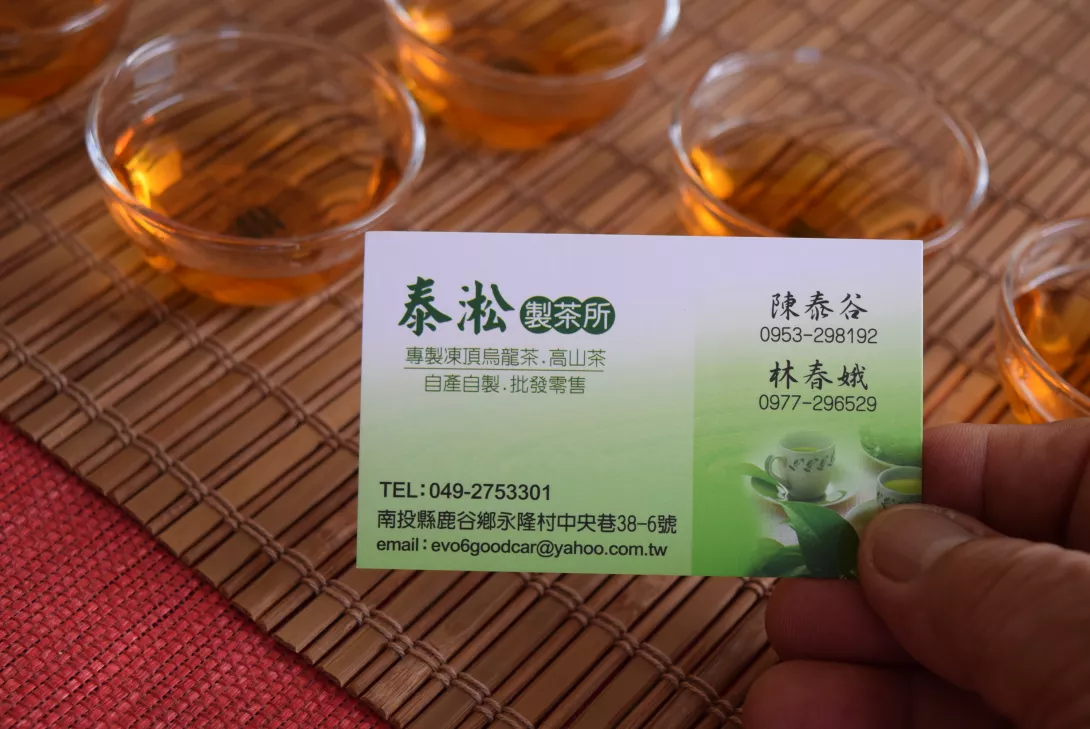 泰淞 製茶所
專製凍頂烏龍茶.高山茶
自產自製.批發零售
TEL:049-2753301
南投縣鹿谷鄉永隆村中央巷38-6號
email:evo6goodcar@yahoo.com.tw
陳泰谷
0953-298192
林春娥
0977-296529